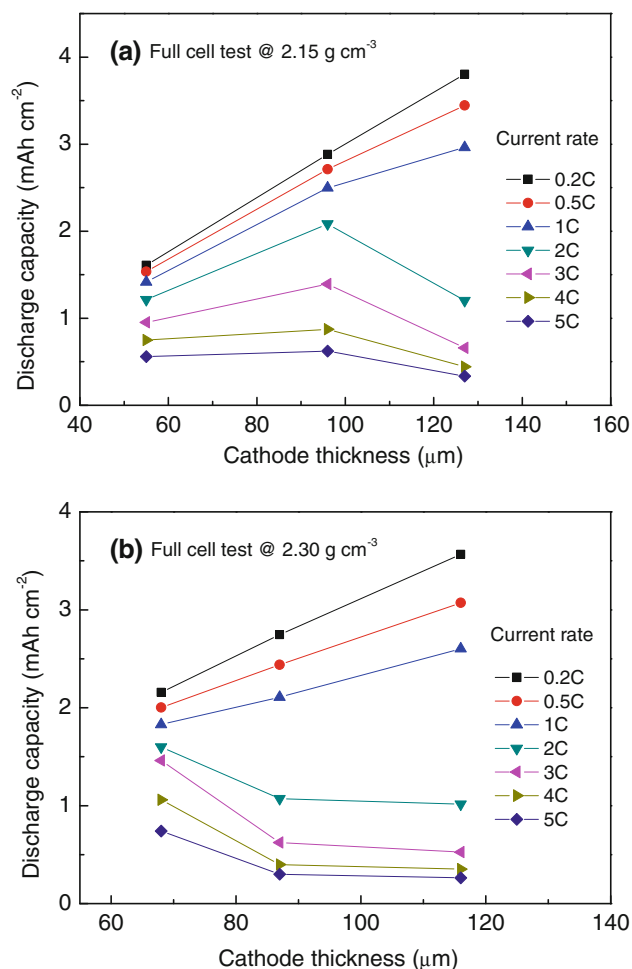 (a) Full cell test @ 2.15 g cm⁻³
Discharge capacity (mAh cm⁻²)
4
3
2
1
0
Current rate
0.2C
0.5C
1C
2C
3C
4C
5C
40 60 80 100 120 140 160
Cathode thickness (μm)
(b) Full cell test @ 2.30 g cm⁻³
Discharge capacity (mAh cm⁻²)
4
3
2
1
0
Current rate
0.2C
0.5C
1C
2C
3C
4C
5C
60 80 100 120 140
Cathode thickness (μm)